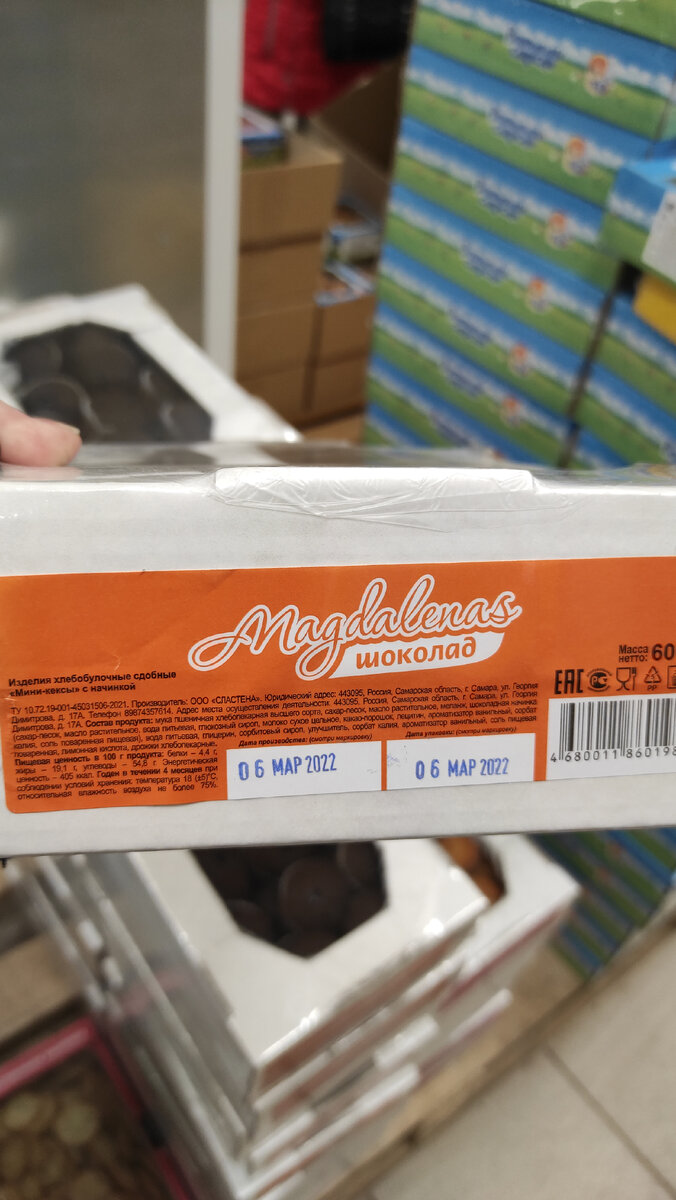 Magdalenas
шоколад
Изделия хлебобулочные сдобные
«Мини-кексы» с начинкой
Масса
нетто: 60
ТУ 10.72.19-001-45031506-2021. Производитель: ООО «СЛАСТЕНА». Юридический адрес: 443095, Россия, Самарская область, г. Самара, ул. Георгия
Димитрова, д. 17А. Телефон 89874357614. Адрес места осуществления деятельности: 443095, Россия, Самарская область, г. Самара, ул. Георгия
Димитрова, д. 17А. Состав продукта: мука пшеничная хлебопекарная высшего сорта, сахар-песок, масло растительное, меланж, шоколадная начинка
(сахар-песок, масло растительное, вода питьевая, глюкозный сироп, молоко сухое цельное, какао-порошок, лецитин, ароматизатор ванильный, сорбат
калия, соль поваренная пищевая), вода питьевая, глицерин, сорбитовый сироп, улучшитель, сорбат калия, ароматизатор ванильный, соль пищевая
поваренная, лимонная кислота, дрожжи хлебопекарные.
Пищевая ценность в 100 г продукта: белки – 4,4 г,
жиры – 19,1 г, углеводы – 54,8 г. Энергетическая
ценность – 405 ккал. Годен в течении 4 месяцев при
соблюдении условий хранения: температура 18 (±5)°С,
относительная влажность воздуха не более 75%.
Дата производства: (смотри маркировку)
06 МАР 2022
Дата упаковки: (смотри маркировку)
06 МАР 2022
EAC
PP
4 680011 860198